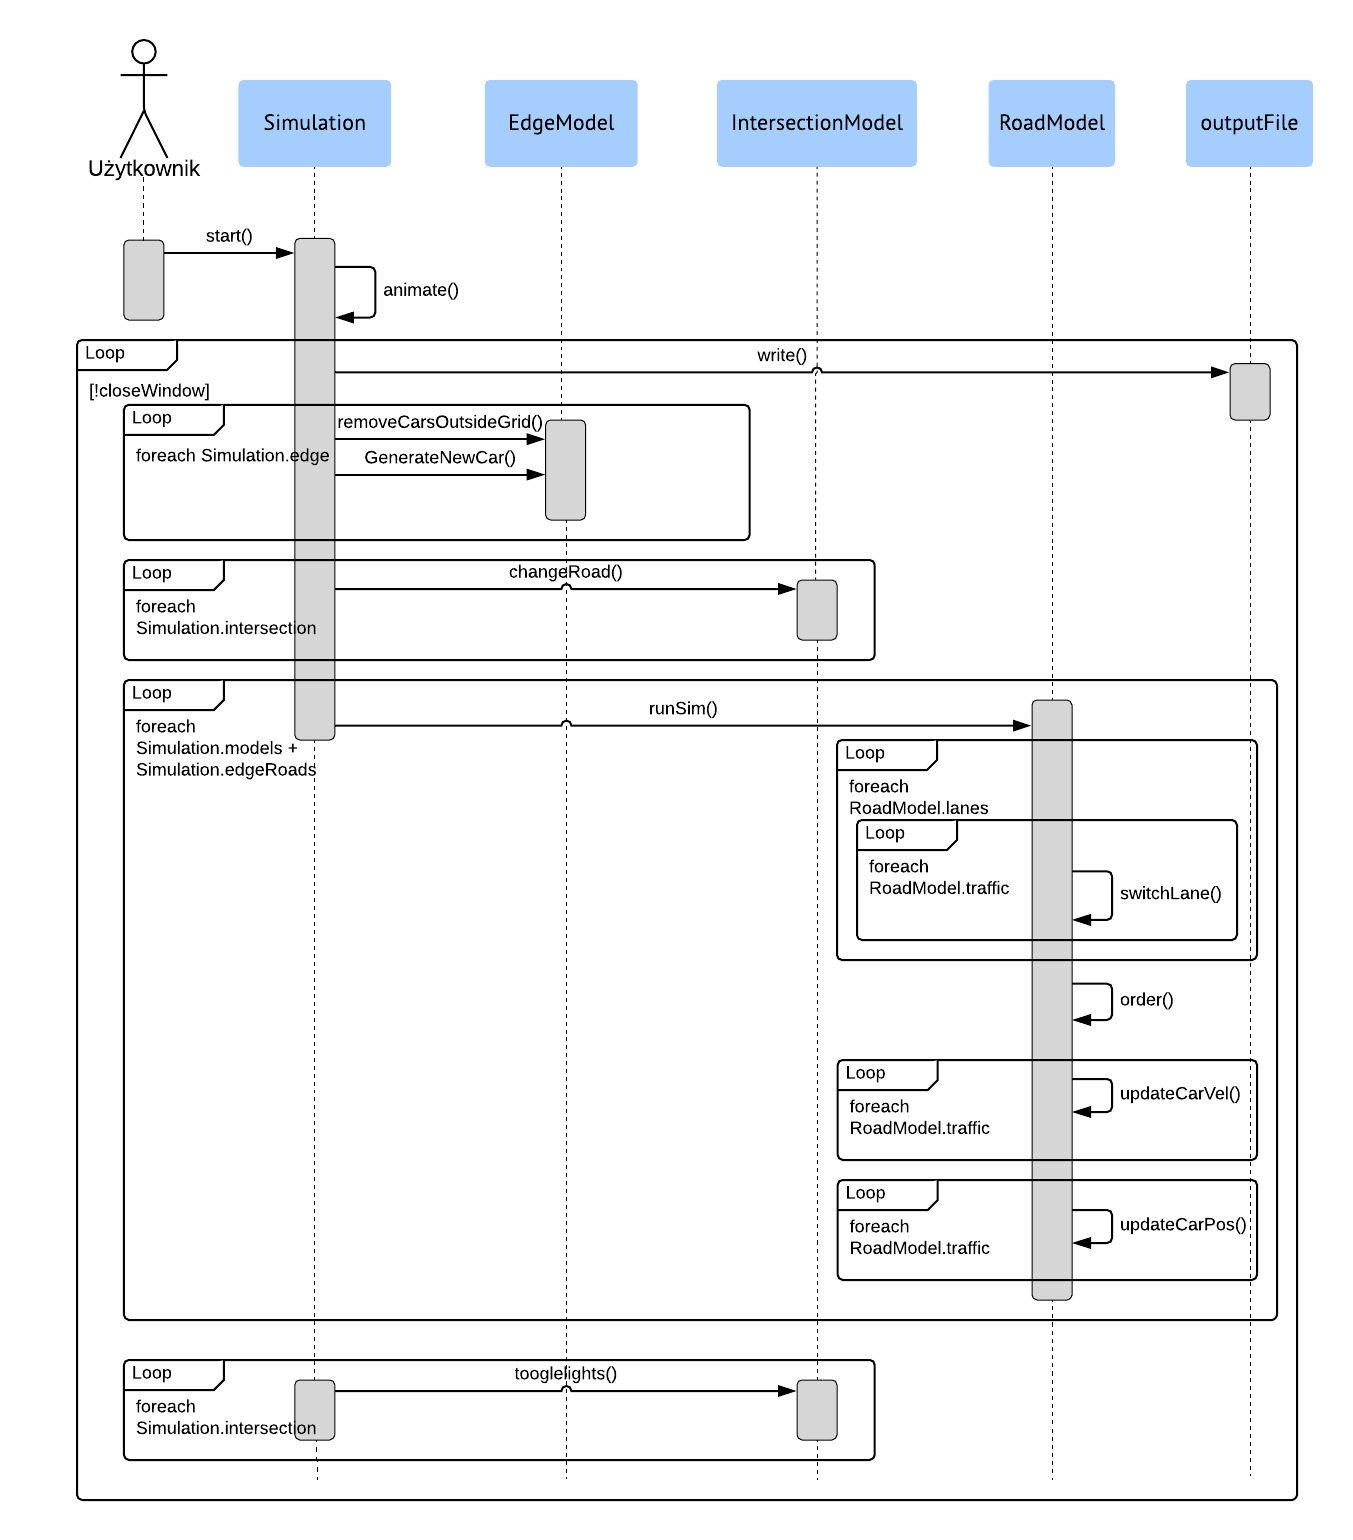 Użytkownik
Simulation
EdgeModel
IntersectionModel
RoadModel
outputFile
start()
animate()
Loop
[!closeWindow]
write()
Loop
foreach Simulation.edge
removeCarsOutsideGrid()
GenerateNewCar()
Loop
foreach
Simulation.intersection
changeRoad()
Loop
foreach
Simulation.models +
Simulation.edgeRoads
runSim()
Loop
foreach
RoadModel.lanes
Loop
foreach
RoadModel.traffic
switchLane()
order()
Loop
foreach
RoadModel.traffic
updateCarVel()
Loop
foreach
RoadModel.traffic
updateCarPos()
Loop
foreach
Simulation.intersection
tooglelights()